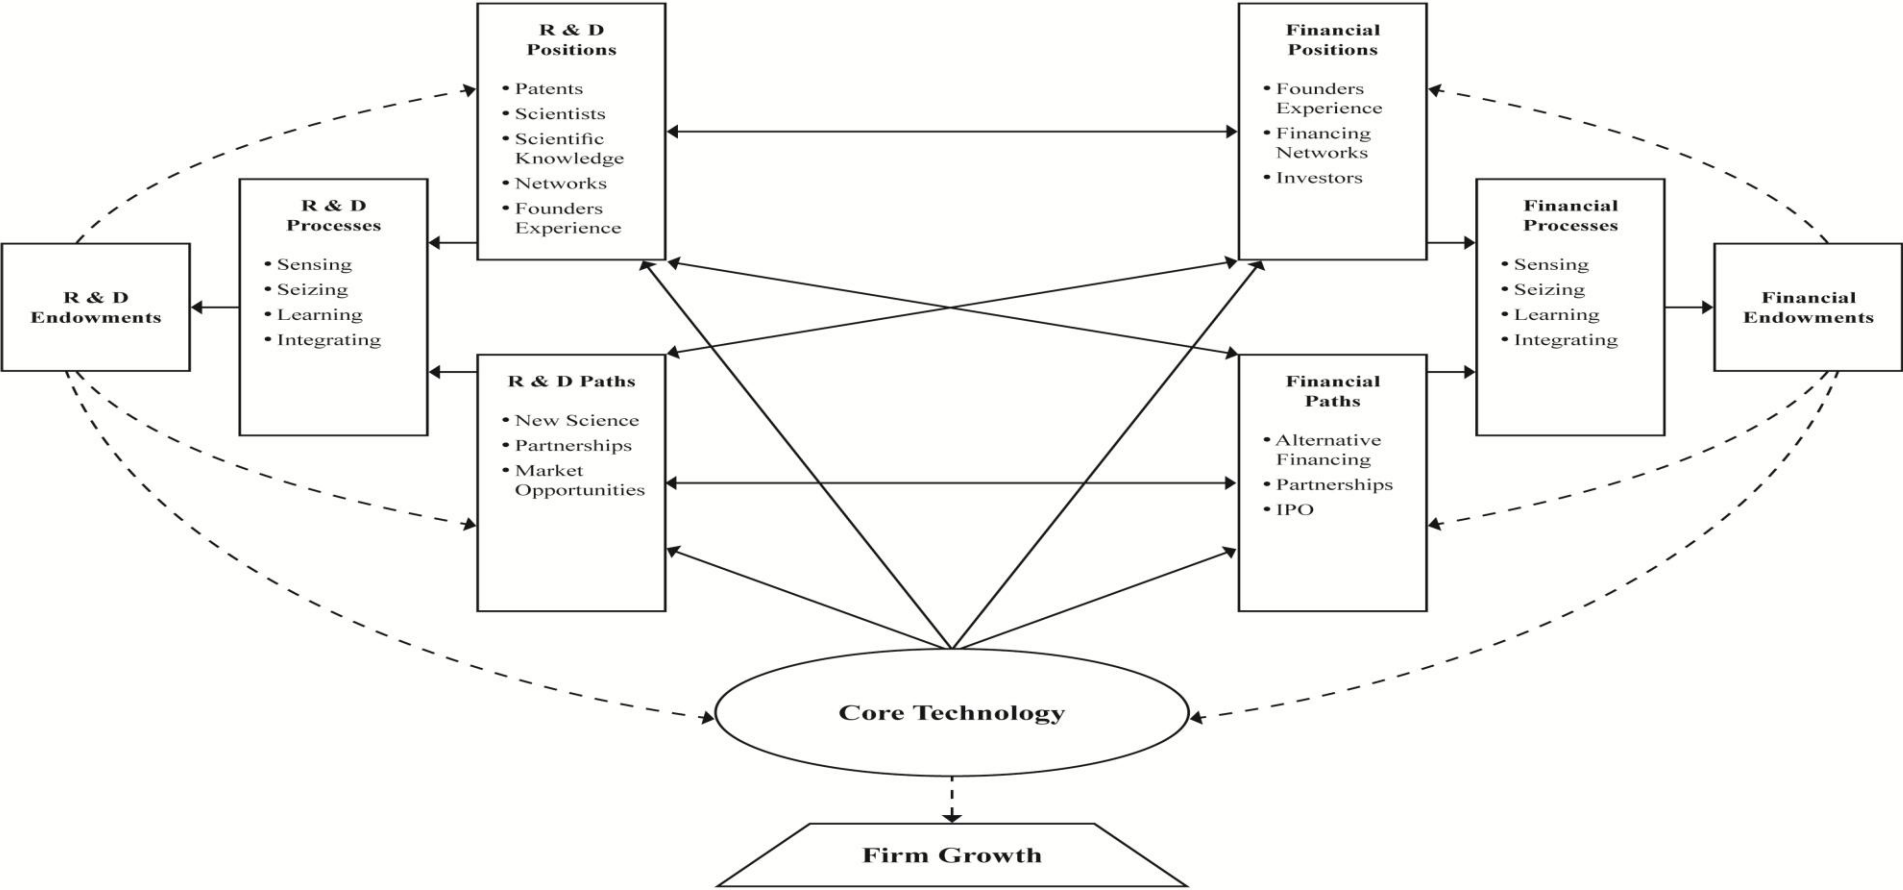 R & D
Positions
• Patents
• Scientists
• Scientific
Knowledge
• Networks
• Founders
Experience
Financial
Positions
• Founders
Experience
• Financing
Networks
• Investors
R & D
Processes
• Sensing
• Seizing
• Learning
• Integrating
Financial
Processes
• Sensing
• Seizing
• Learning
• Integrating
R & D
Endowments
Financial
Endowments
R & D Paths
• New Science
• Partnerships
• Market
Opportunities
Financial
Paths
• Alternative
Financing
• Partnerships
• IPO
Core Technology
Firm Growth